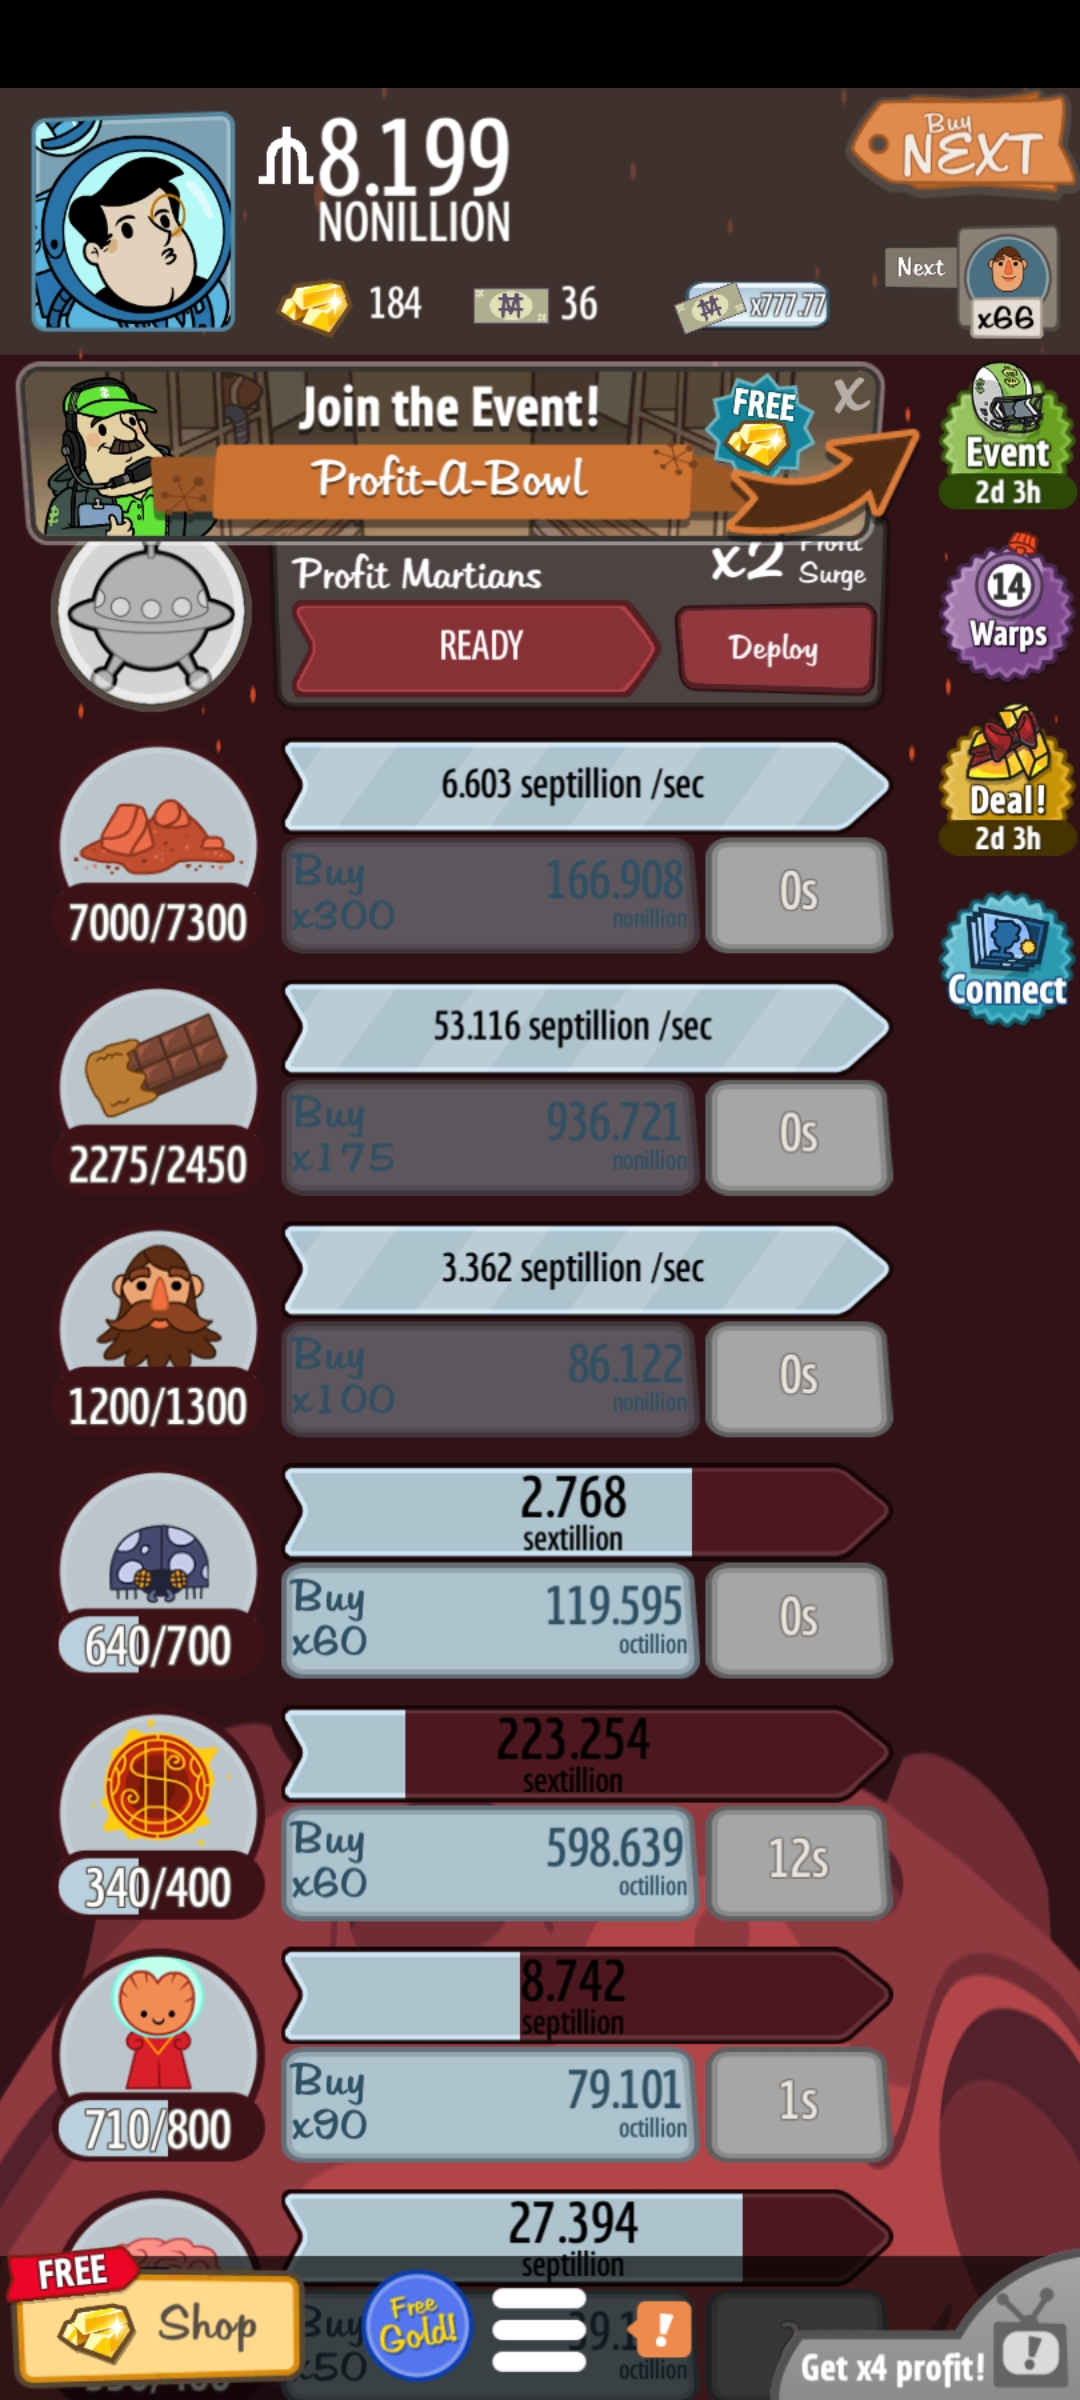 8.199
NONILLION
Buy
NEXT
184
36
x777.77
Next
x66
Join the Event!
Profit-A-Bowl
FREE
X
Event
2d 3h
Profit Martians
x2 Profit
Surge
READY
Deploy
14
Warps
6.603 septillion /sec
Buy
x300
166.908
nonillion
0s
7000/7300
Deal!
2d 3h
Connect
53.116 septillion /sec
Buy
x175
936.721
nonillion
0s
2275/2450
3.362 septillion /sec
Buy
x100
86.122
nonillion
0s
1200/1300
2.768
sextillion
Buy
x60
119.595
octillion
0s
640/700
223.254
sextillion
Buy
x60
598.639
octillion
12s
340/400
8.742
septillion
Buy
x90
79.101
octillion
1s
710/800
27.394
septillion
Buy
x50
octillion
FREE
Shop
Free
Gold!
!
Get x4 profit!
!